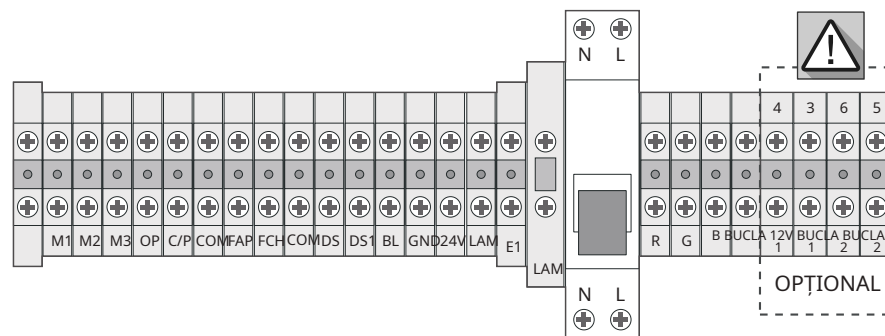 N L
4 3 6 5
M1 M2 M3 OP C/P COM FAP FCH COM DS DS1 BL GND 24V LAM E1
LAM
R G B BUCLA 1 12V BUCLA 1 BUCLA 2 BUCLA 2
N L
OPȚIONAL